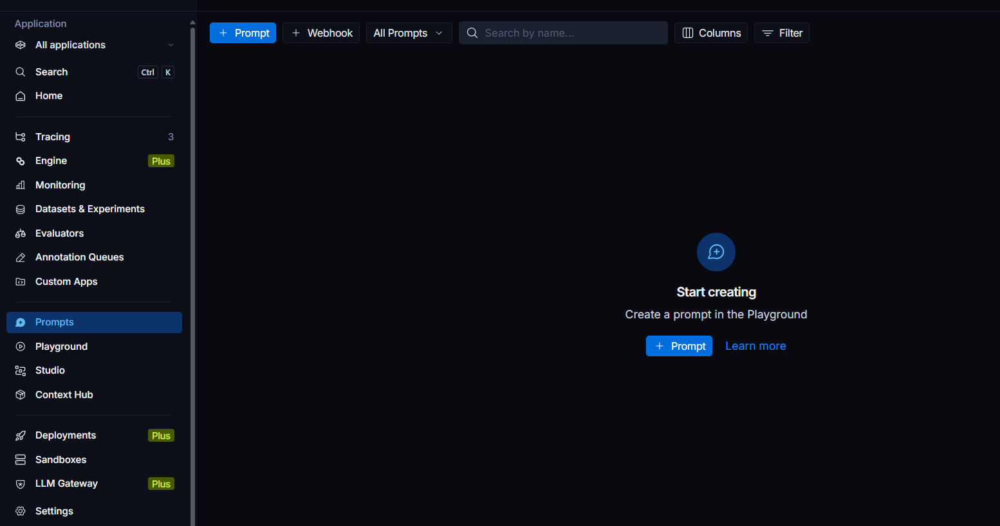 Application
All applications
Search Ctrl K
Home
Tracing 3
Engine Plus
Monitoring
Datasets & Experiments
Evaluators
Annotation Queues
Custom Apps
Prompts
Playground
Studio
Context Hub
Deployments Plus
Sandboxes
LLM Gateway Plus
Settings
+ Prompt + Webhook All Prompts Search by name... Columns Filter
Start creating
Create a prompt in the Playground
+ Prompt Learn more